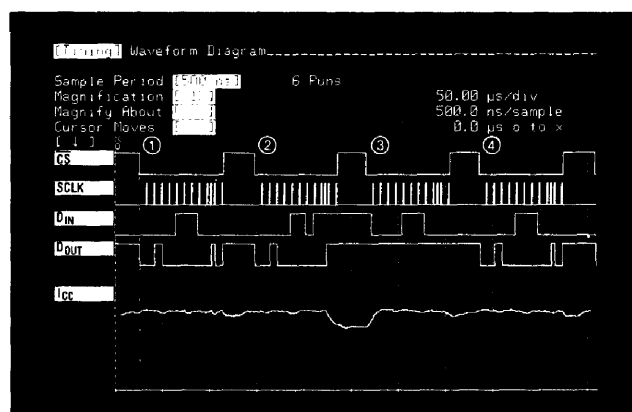 [Timing] Waveform Diagram
Sample Period [500 ns] 6 Runs
Magnification 50.00 µs/div
Magnify About 500.0 ns/sample
Cursor Moves 0.0 µs o to x
[ ↓ ] ① ② ③ ④
CS
SCLK
DIN
DOUT
ICC